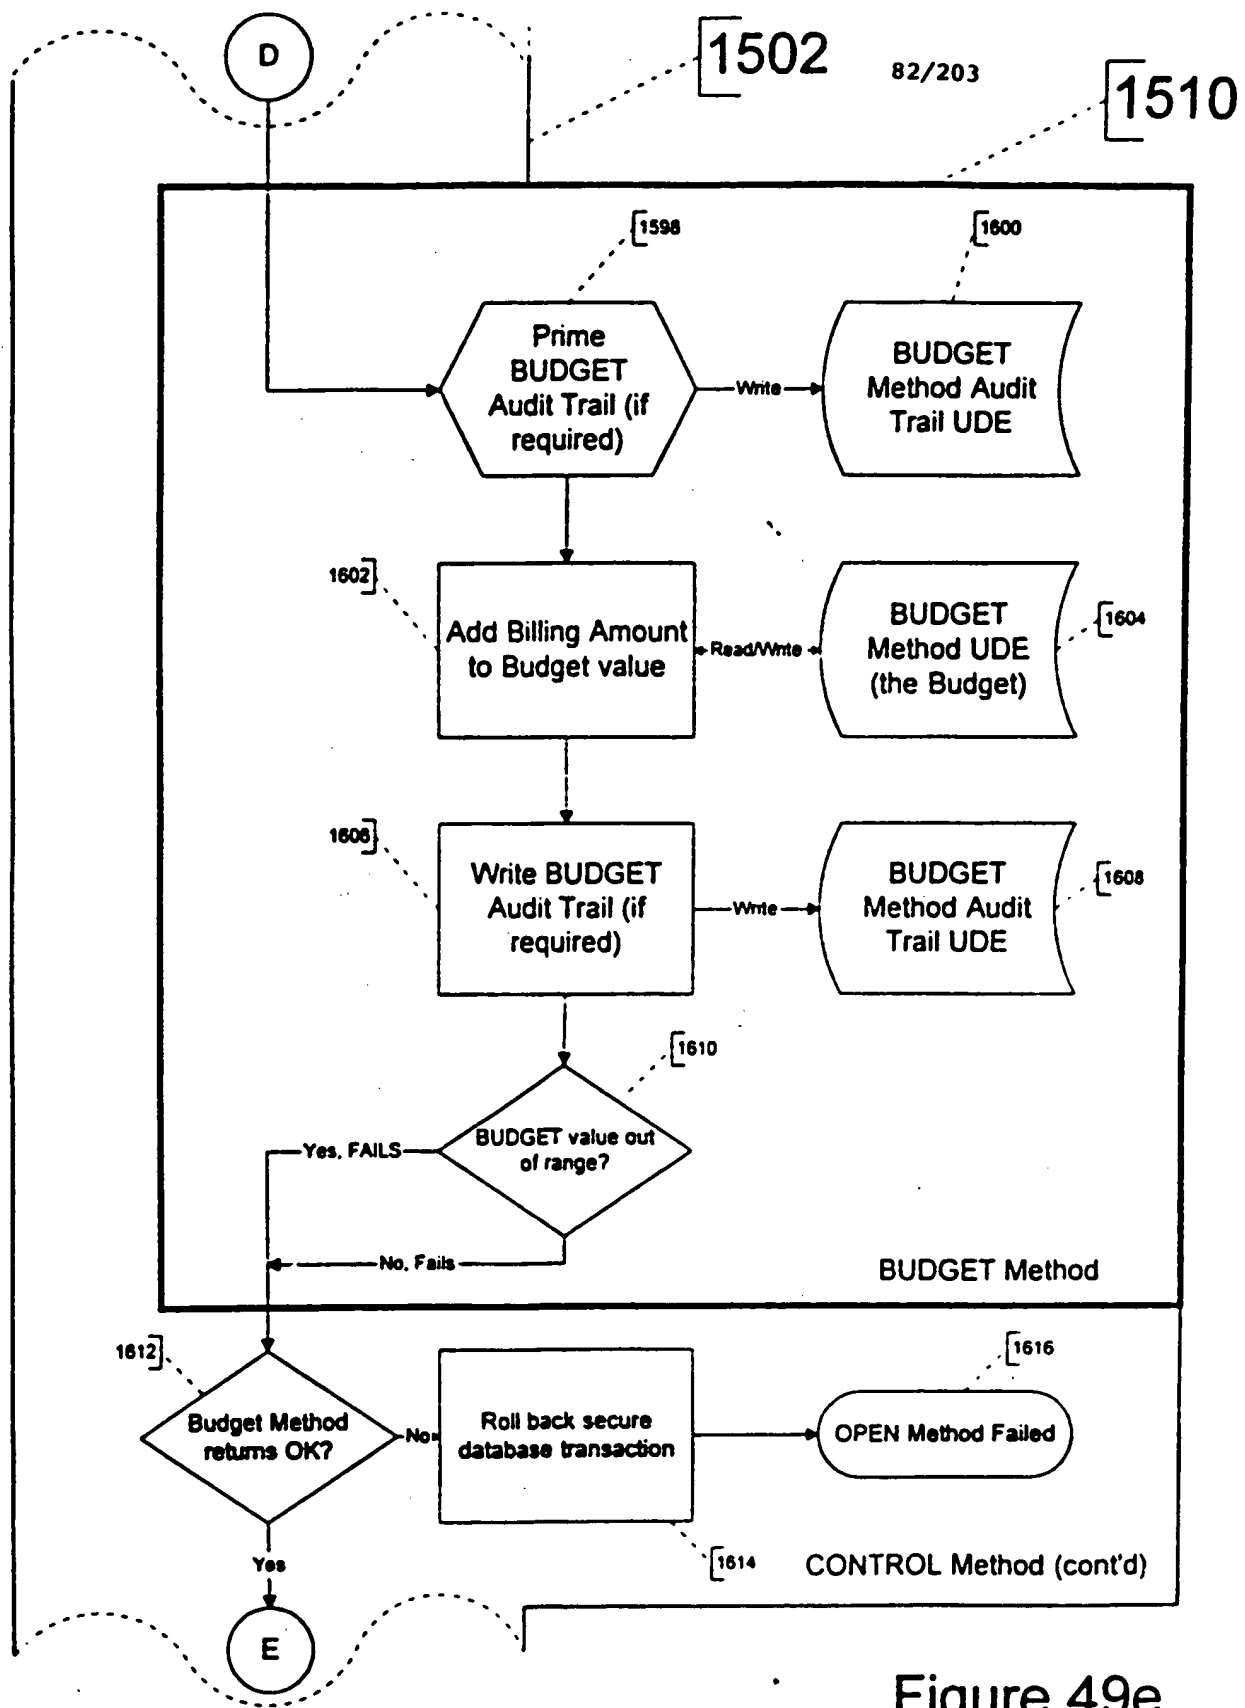 D
1502
82/203
1510
1598
1600
Prime
BUDGET
Audit Trail (if
required)
Write
BUDGET
Method Audit
Trail UDE
1602
Add Billing Amount
to Budget value
Read/Write
BUDGET
Method UDE
(the Budget)
1604
1606
Write BUDGET
Audit Trail (if
required)
Write
BUDGET
Method Audit
Trail UDE
1608
1610
BUDGET value out
of range?
Yes, FAILS
No, Fails
BUDGET Method
1612
Budget Method
returns OK?
No
Roll back secure
database transaction
1616
OPEN Method Failed
1614
CONTROL Method (cont'd)
Yes
E
Figure 49e